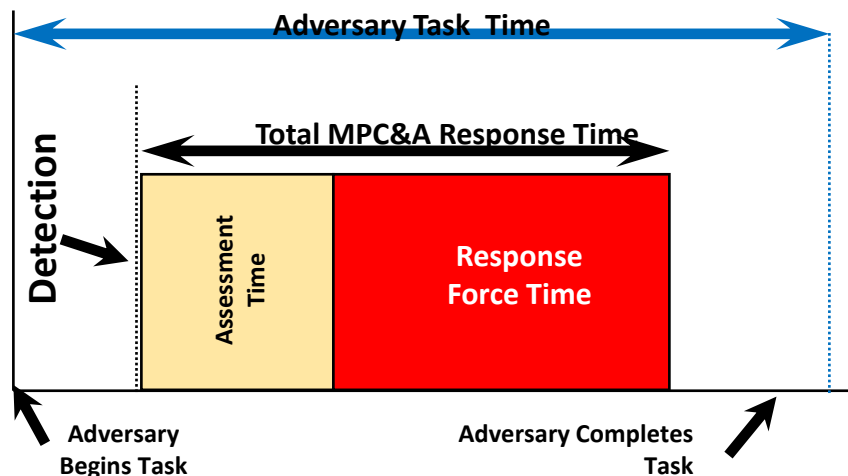 Adversary Task Time
Total MPC&A Response Time
Detection
Assessment
Time
Response
Force Time
Adversary
Begins Task
Adversary Completes
Task